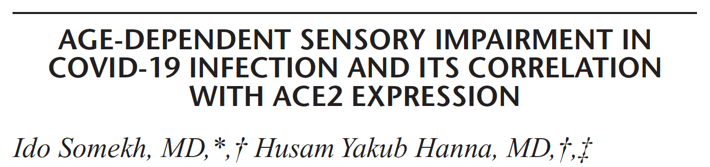 AGE-DEPENDENT SENSORY IMPAIRMENT IN
COVID-19 INFECTION AND ITS CORRELATION
WITH ACE2 EXPRESSION
Ido Somekh, MD,*,† Husam Yakub Hanna, MD,†,‡